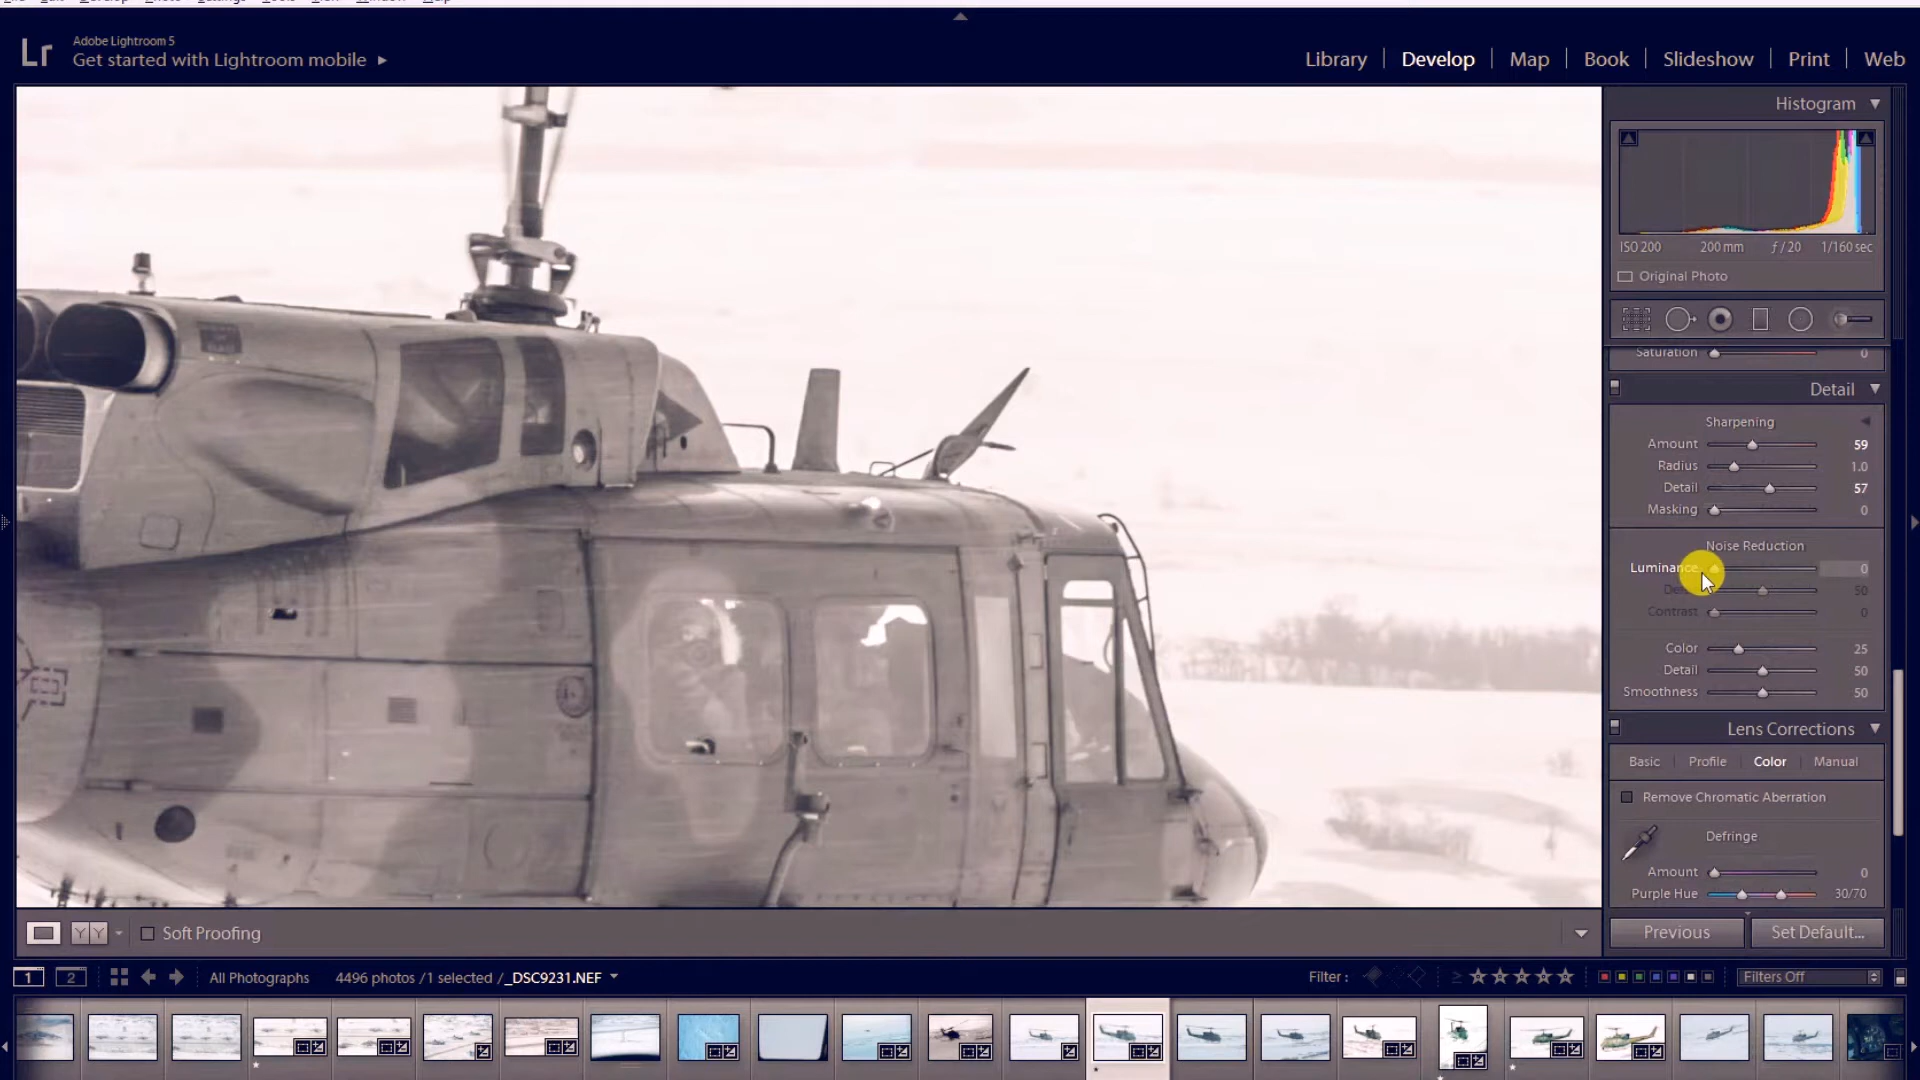 Adobe Lightroom 5
Get started with Lightroom mobile
Library
Develop
Map
Book
Slideshow
Print
Web
Histogram
ISO 200 200 mm ƒ / 20 1/160 sec
Original Photo
Saturation 0
Detail
Sharpening
Amount 59
Radius 1.0
Detail 57
Masking 0
Noise Reduction
Luminance 0
50
Contrast 0
Color 25
Detail 50
Smoothness 50
Lens Corrections
Basic Profile Color Manual
Remove Chromatic Aberration
Defringe
Amount 0
Purple Hue 30/70
Previous
Set Default...
Soft Proofing
1 2 All Photographs 4496 photos /1 selected /_DSC9231.NEF
Filter :
Filters Off